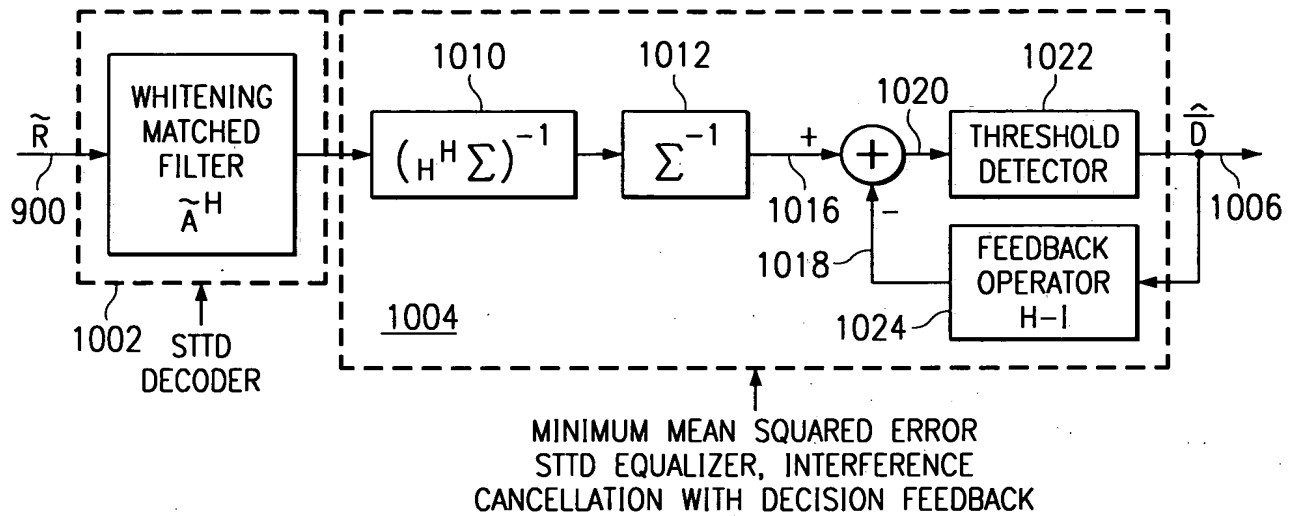 WHITENING
MATCHED
FILTER
Ã^H
R̃
900
1002
STTD
DECODER
1004
1010
(H^H Σ)^−1
1012
Σ^−1
+
1016
−
1018
+
1020
1022
THRESHOLD
DETECTOR
D̂̅
1006
FEEDBACK
OPERATOR
H−I
1024
MINIMUM MEAN SQUARED ERROR
STTD EQUALIZER, INTERFERENCE
CANCELLATION WITH DECISION FEEDBACK